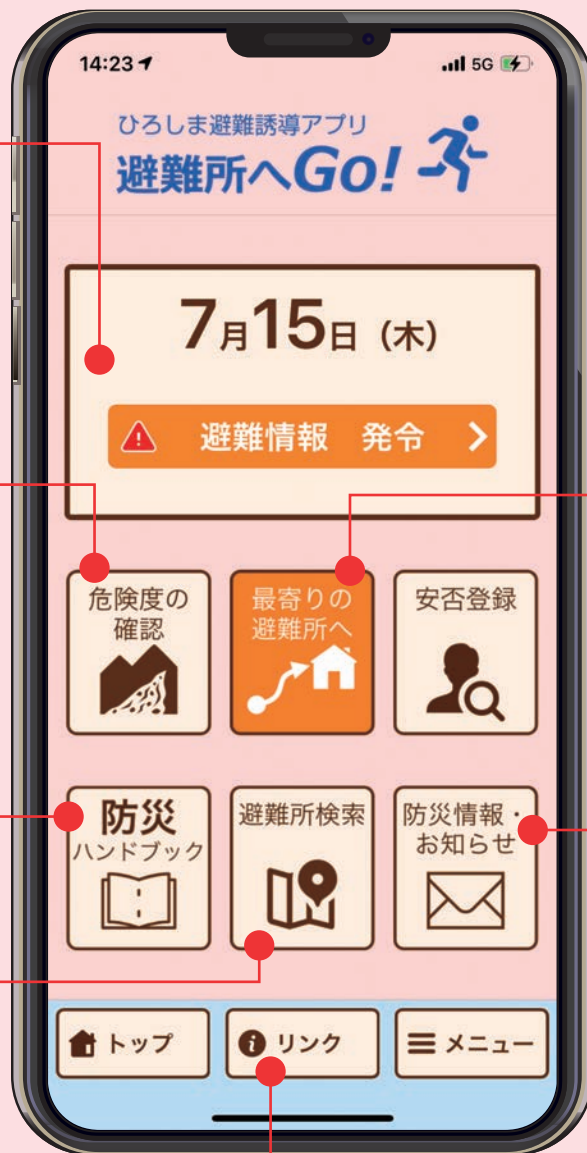 14:23
5G
ひろしま避難誘導アプリ
避難所へGo!
7月15日（木）
避難情報　発令
危険度の
確認
最寄りの
避難所へ
安否登録
防災
ハンドブック
避難所検索
防災情報・
お知らせ
トップ
リンク
メニュー